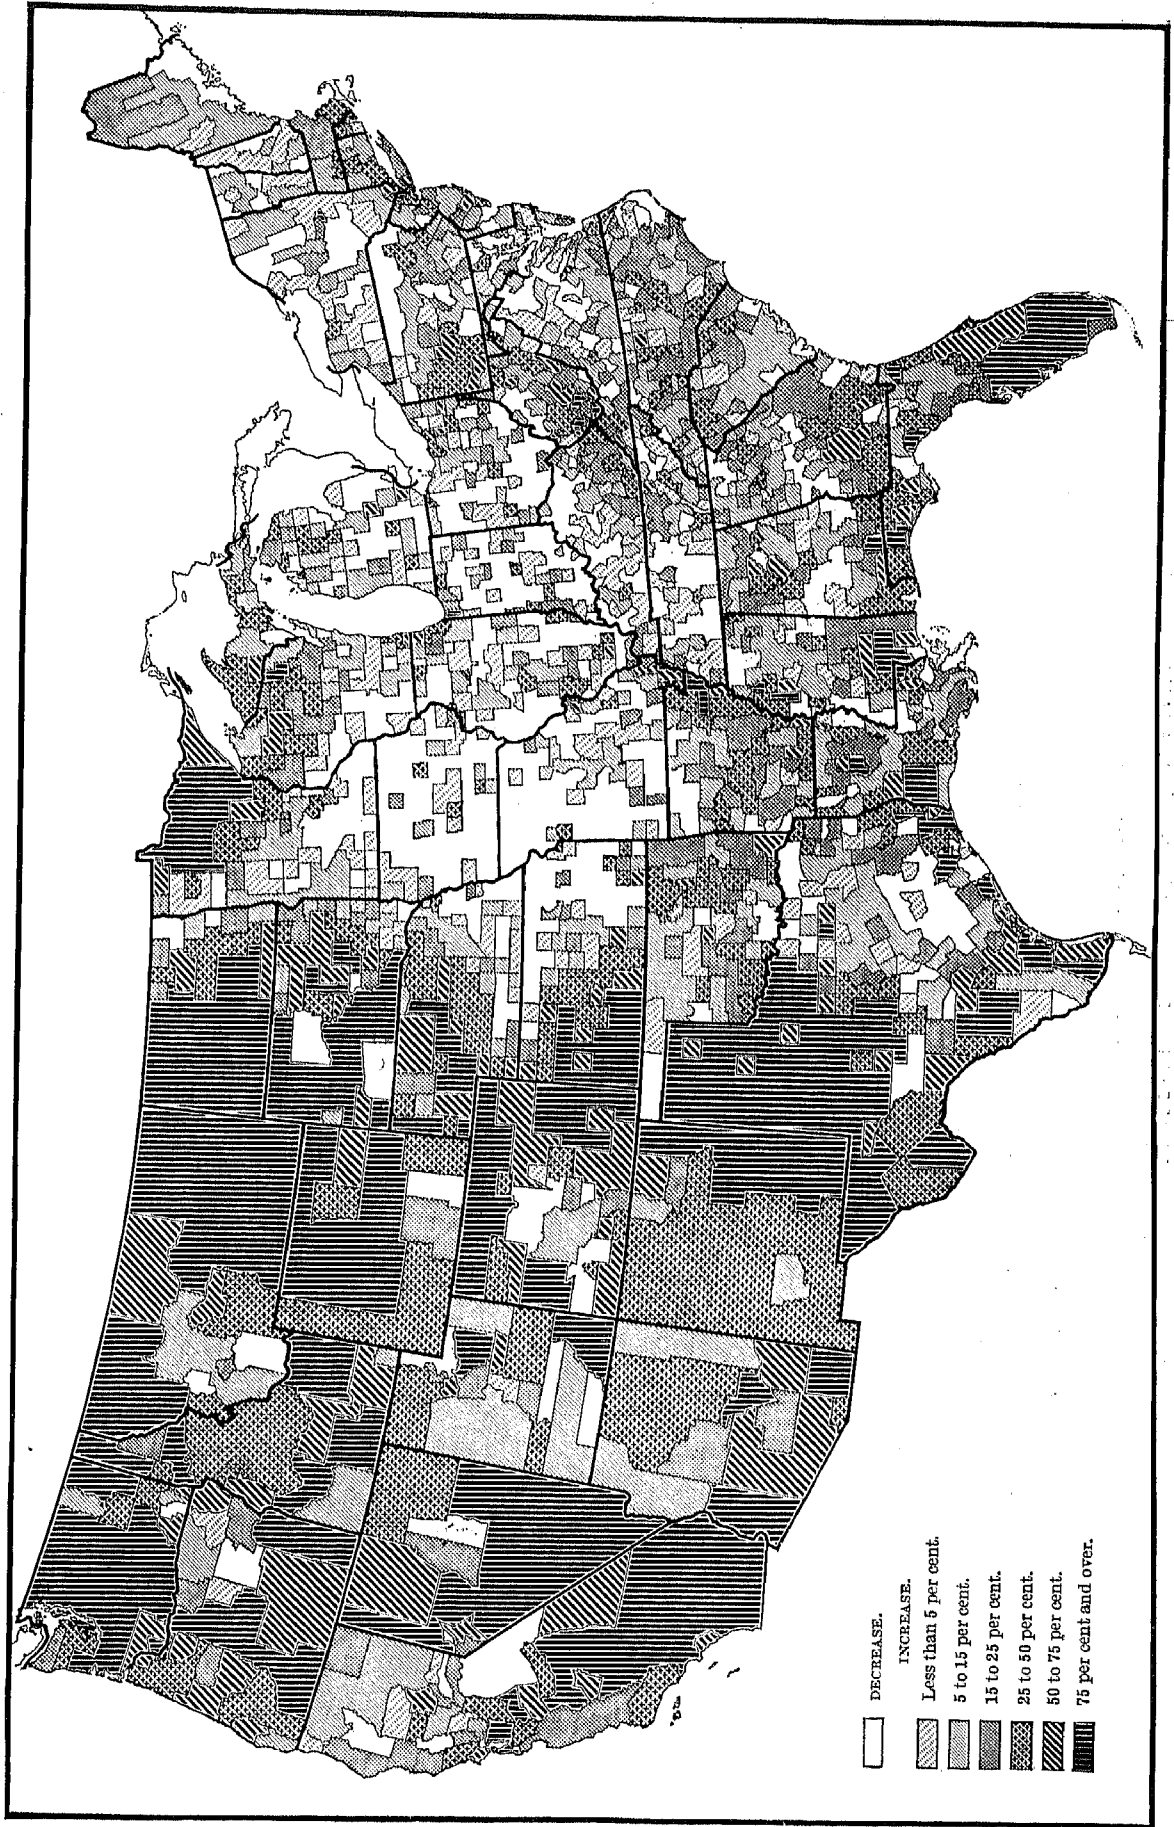 DECREASE.
INCREASE.
Less than 5 per cent.
5 to 15 per cent.
15 to 25 per cent.
25 to 50 per cent.
50 to 75 per cent.
75 per cent and over.